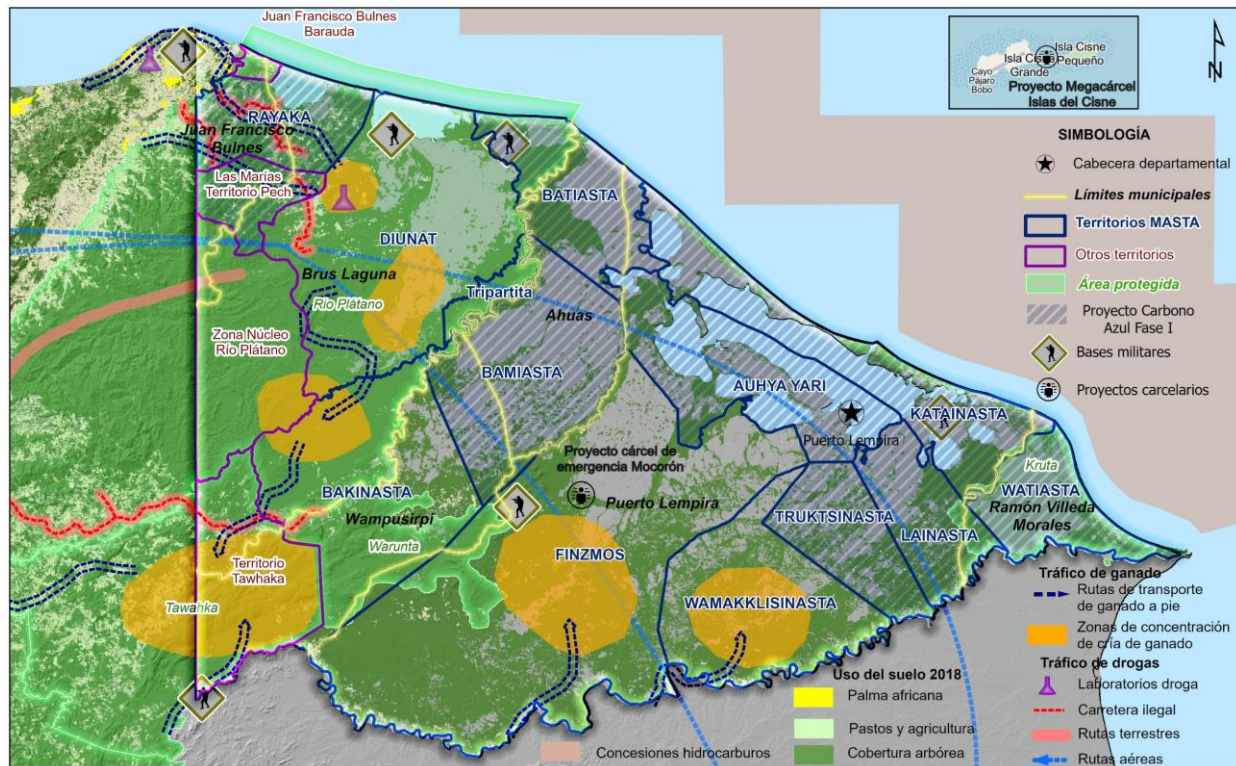 Juan Francisco Bulnes
Barauda
RAYAKA
Juan Francisco
Bulnes
Las Marías
Territorio Pech
BATIASTA
DIUNAT
Brus Laguna
Río Plátano
Tripartita
Ahuas
Zona Núcleo
Río Plátano
BAMIASTA
AUHYA YARI
KATAINASTA
Puerto Lempira
Proyecto cárcel de
emergencia Mocorón
Puerto Lempira
Kruta
WATIASTA
Ramón Villeda
Morales
BAKINASTA
Wampusirpi
Warunta
TRUKTSINASTA
LAINASTA
FINZMOS
Territorio
Tawhaka
Tawahka
WAMAKKLISINASTA
Isla Cisne
Pequeño
Isla Cisne
Grande
Cayo
Pájaro
Bobo
Proyecto Megacárcel
Islas del Cisne
N
SIMBOLOGÍA
Cabecera departamental
Límites municipales
Territorios MASTA
Otros territorios
Área protegida
Proyecto Carbono
Azul Fase I
Bases militares
Proyectos carcelarios
Tráfico de ganado
Rutas de transporte
de ganado a pie
Zonas de concentración
de cría de ganado
Tráfico de drogas
Laboratorios droga
Carretera ilegal
Rutas terrestres
Rutas aéreas
Uso del suelo 2018
Palma africana
Pastos y agricultura
Cobertura arbórea
Concesiones hidrocarburos